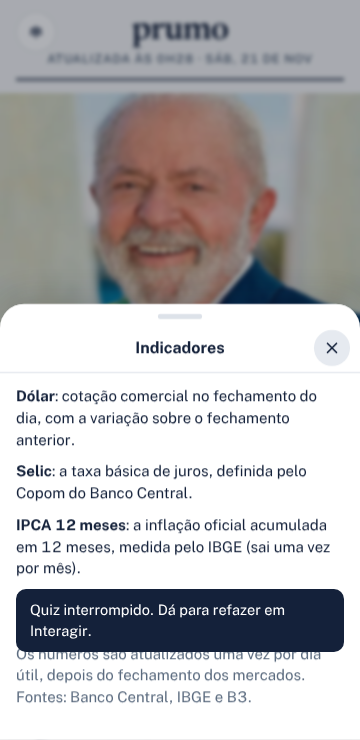 prumo
ATUALIZADA ÀS 0H28 · SÁB, 21 DE NOV
Indicadores
Dólar: cotação comercial no fechamento do
dia, com a variação sobre o fechamento
anterior.
Selic: a taxa básica de juros, definida pelo
Copom do Banco Central.
IPCA 12 meses: a inflação oficial acumulada
em 12 meses, medida pelo IBGE (sai uma vez
por mês).
Quiz interrompido. Dá para refazer em
Interagir.
Os números são atualizados uma vez por dia
útil, depois do fechamento dos mercados.
Fontes: Banco Central, IBGE e B3.